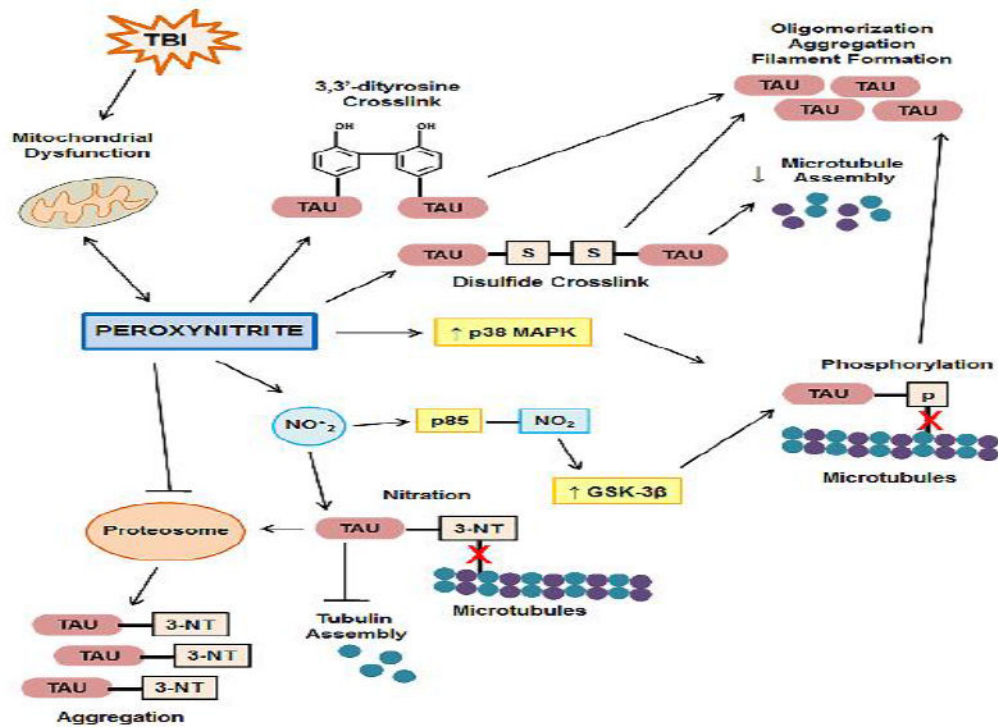 TBI
Oligomerization
Aggregation
Filament Formation
TAU
TAU
TAU
TAU
3,3'-dityrosine
Crosslink
OH
OH
TAU
TAU
Mitochondrial
Dysfunction
↓ Microtubule
Assembly
TAU S S TAU
Disulfide Crosslink
PEROXYNITRITE
↑ p38 MAPK
Phosphorylation
TAU P
X
Microtubules
NO•2
p85 NO2
↑ GSK-3β
Nitration
Proteosome
TAU 3-NT
X
Microtubules
Tubulin
Assembly
TAU 3-NT
TAU 3-NT
TAU 3-NT
Aggregation